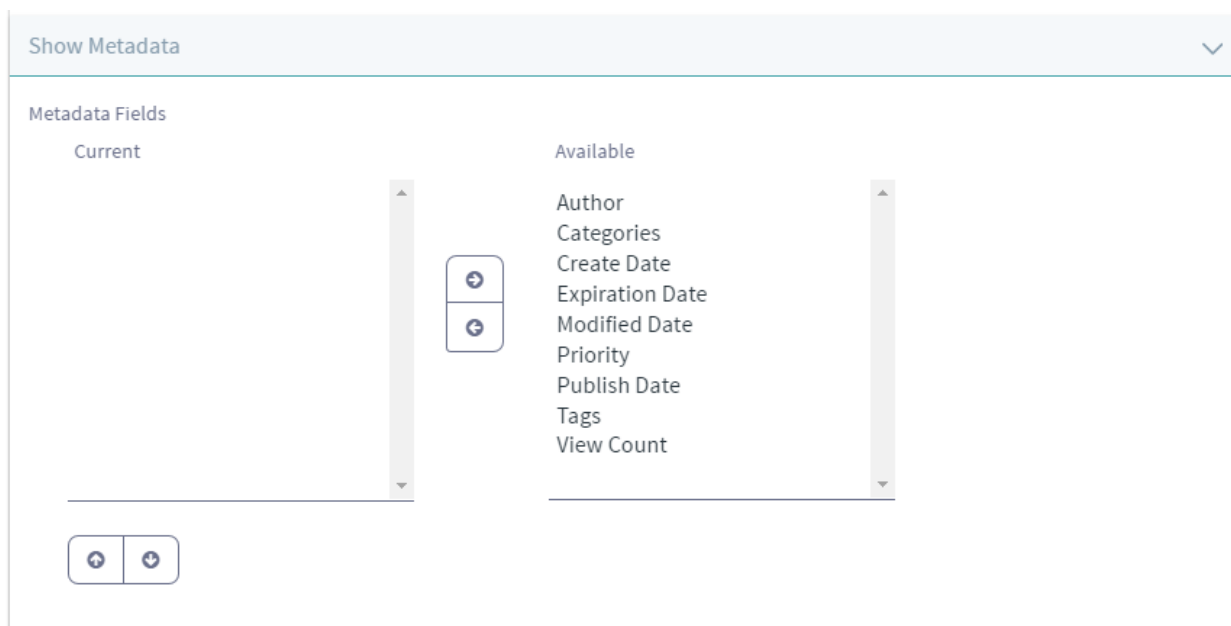 Show Metadata
Metadata Fields
Current
Available
Author
Categories
Create Date
Expiration Date
Modified Date
Priority
Publish Date
Tags
View Count